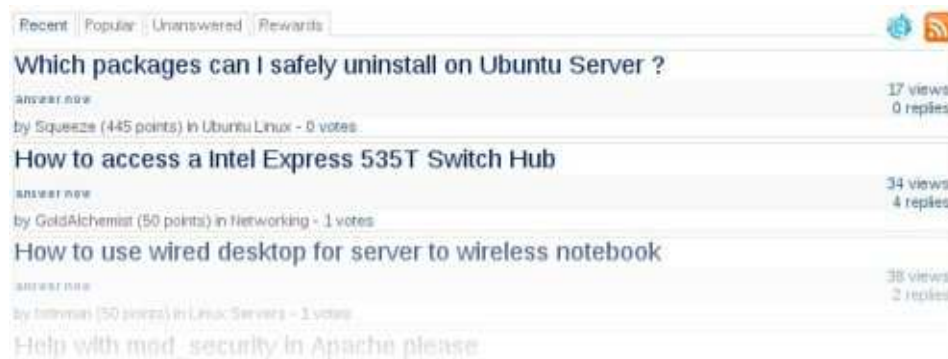 Recent Popular Unanswered Rewards
Which packages can I safely uninstall on Ubuntu Server ?
answer now
17 views
0 replies
by Squeeze (445 points) in Ubuntu Linux - 0 votes
How to access a Intel Express 535T Switch Hub
answer now
34 views
4 replies
by GoldAlchemist (50 points) in Networking - 1 votes
How to use wired desktop for server to wireless notebook
answer now
38 views
2 replies
by (50 points) in Linux Servers - 1 votes
Help with mod_security in Apache please